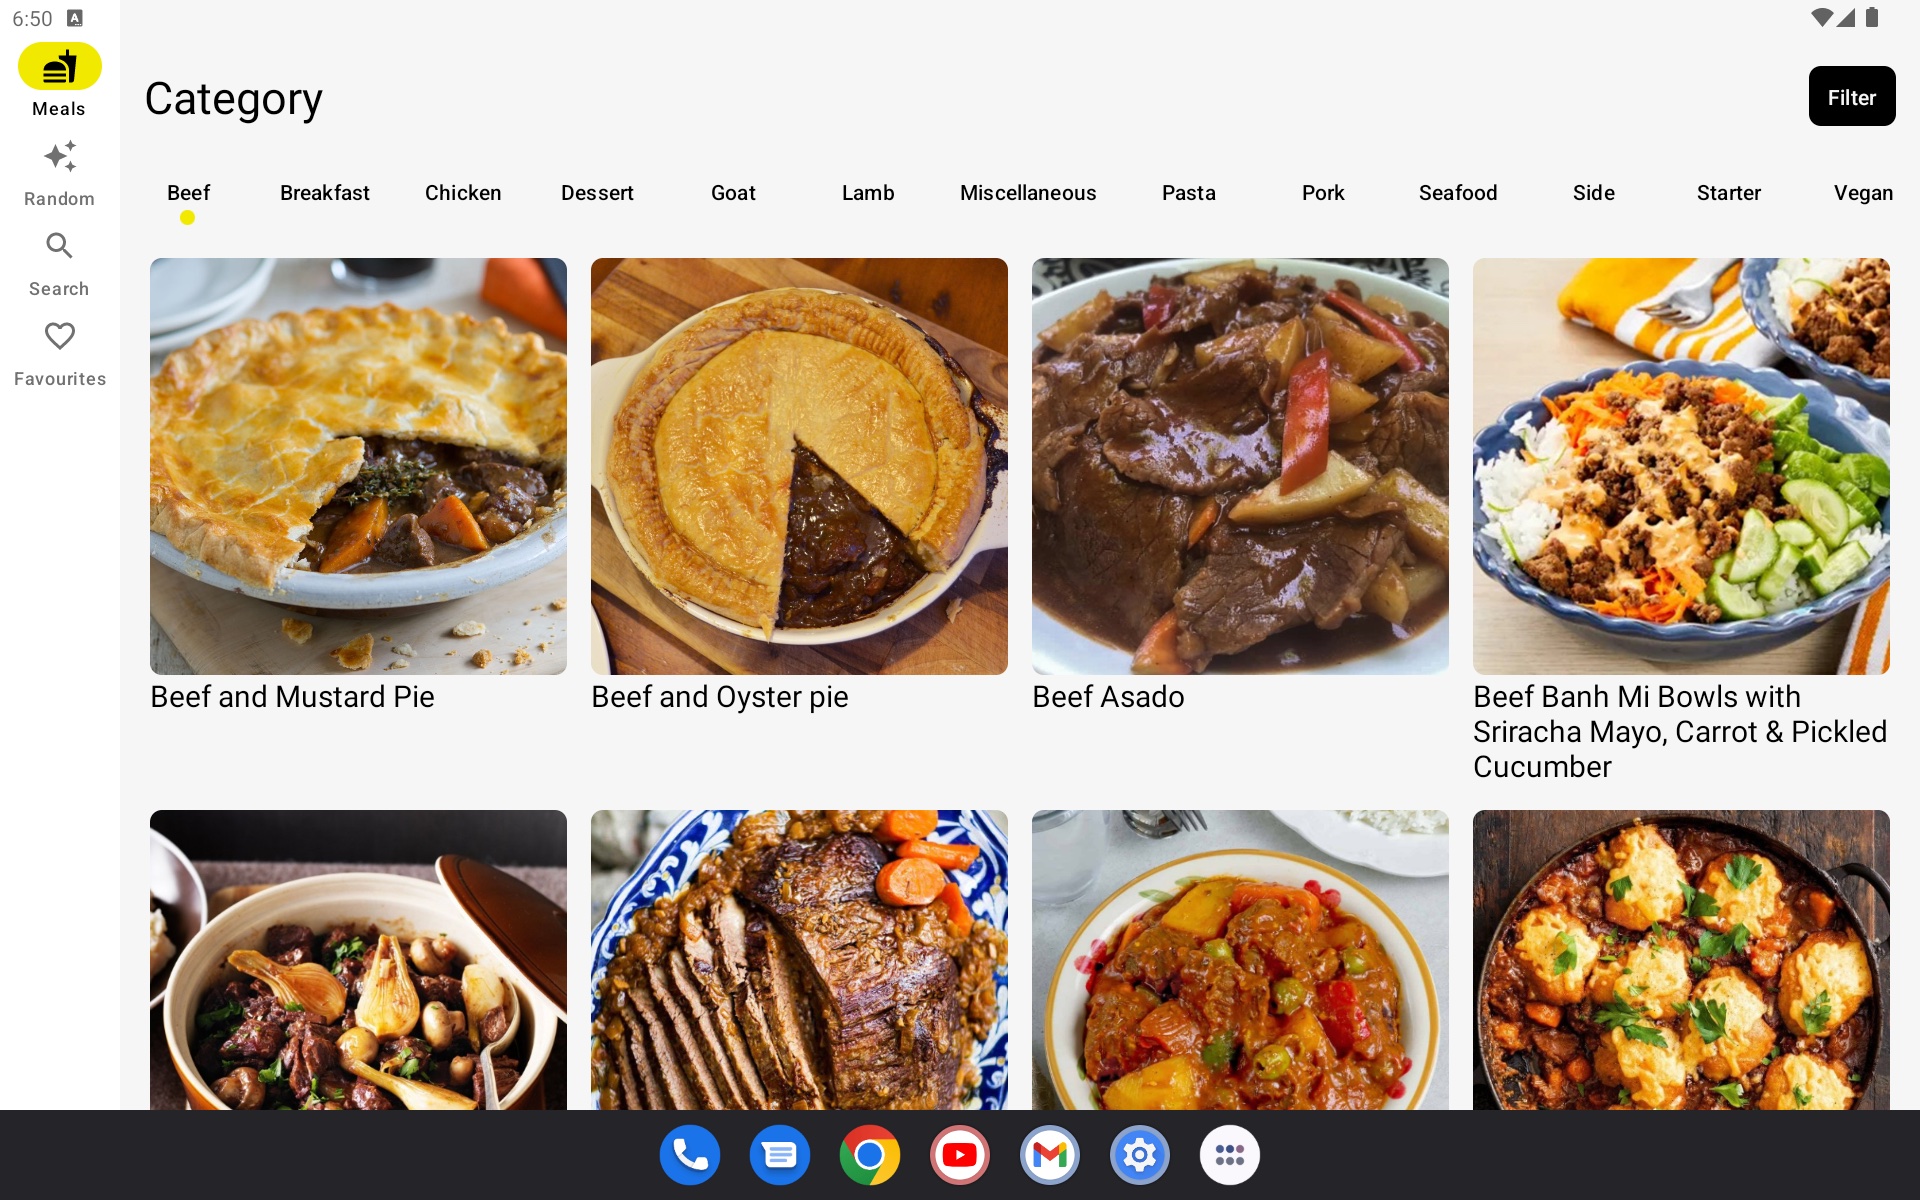 6:50
Meals
Random
Search
Favourites
Category
Filter
Beef
Breakfast
Chicken
Dessert
Goat
Lamb
Miscellaneous
Pasta
Pork
Seafood
Side
Starter
Vegan
Beef and Mustard Pie
Beef and Oyster pie
Beef Asado
Beef Banh Mi Bowls with
Sriracha Mayo, Carrot & Pickled
Cucumber